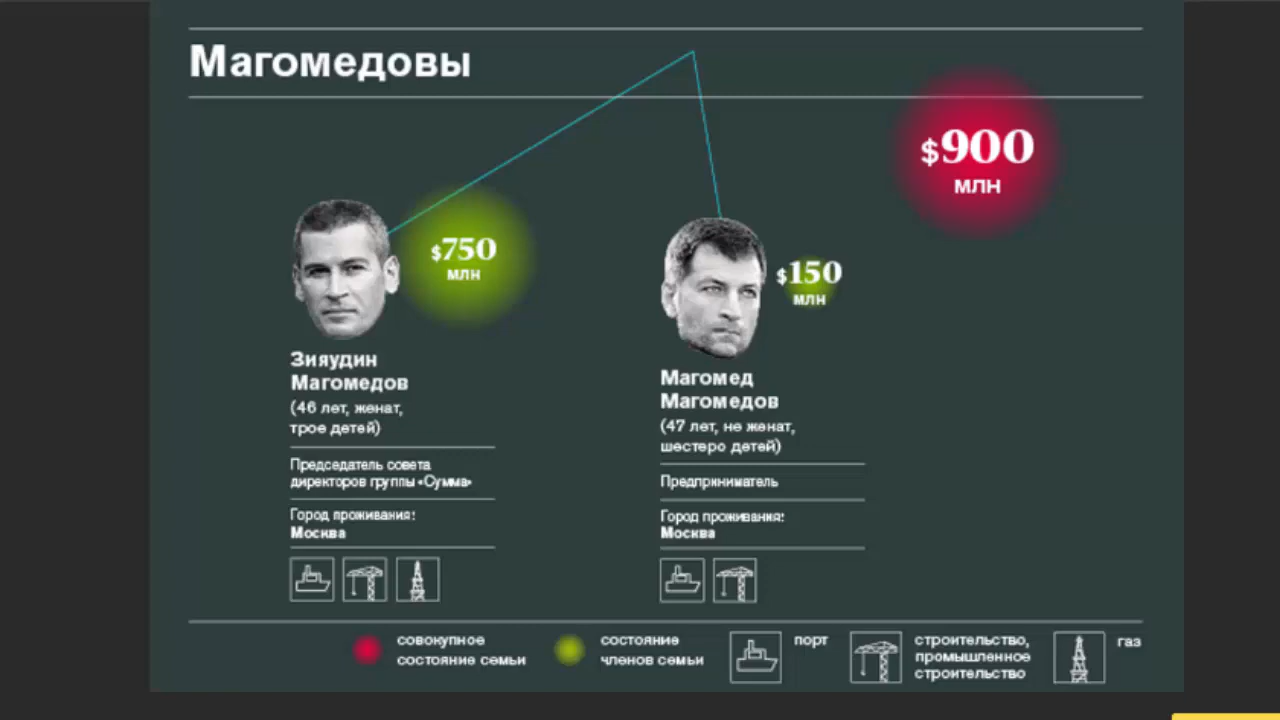 Магомедовы
$900
млн
$750
млн
$150
млн
Зияудин
Магомедов
(46 лет, женат,
трое детей)
Председатель совета
директоров группы «Сумма»
Город проживания:
Москва
Магомед
Магомедов
(47 лет, не женат,
шестеро детей)
Предприниматель
Город проживания:
Москва
совокупное
состояние семьи
состояние
членов семьи
порт
строительство,
промышленное
строительство
газ